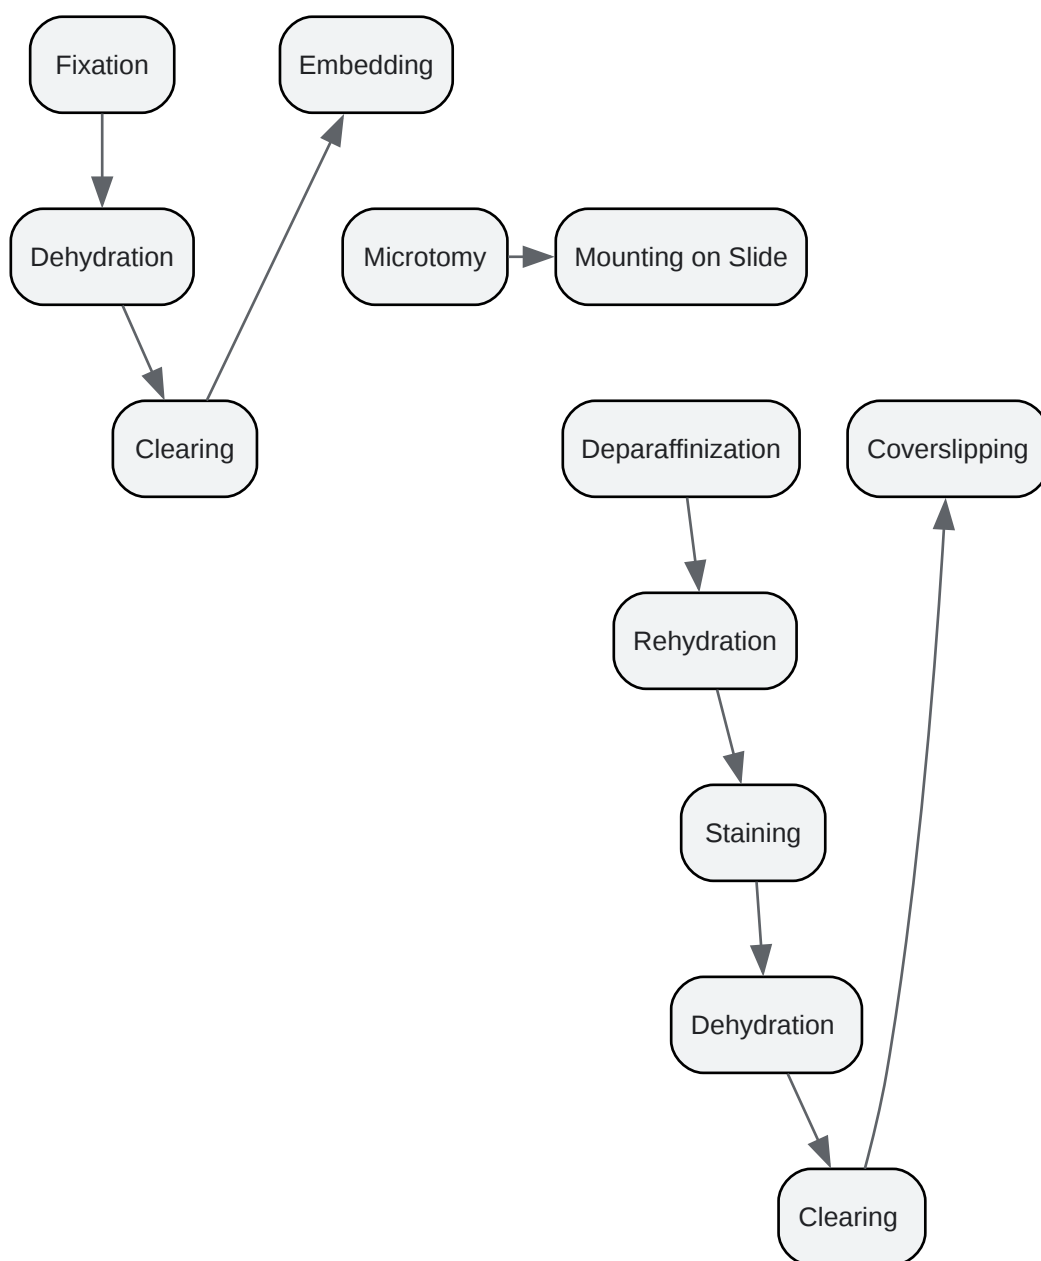 Fixation
Embedding
Dehydration
Microtomy
Mounting on Slide
Clearing
Deparaffinization
Coverslipping
Rehydration
Staining
Dehydration
Clearing